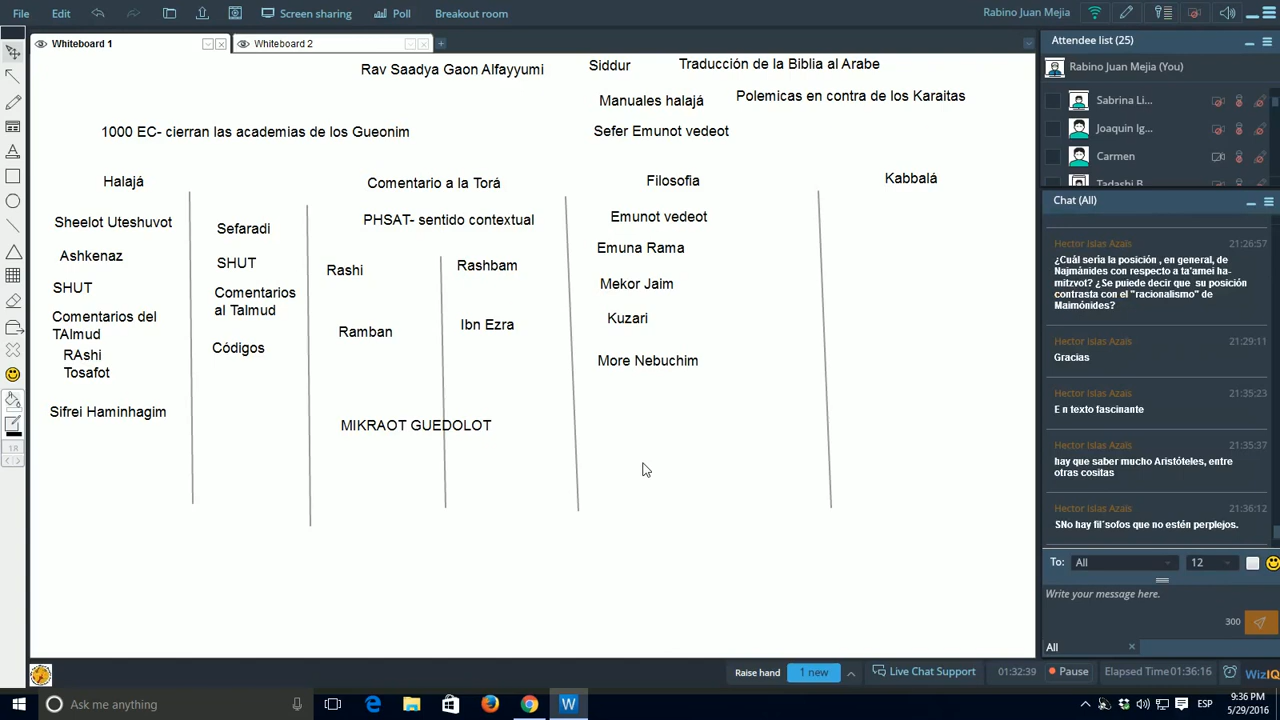 File
Edit
Screen sharing
Poll
Breakout room
Rabino Juan Mejia
Whiteboard 1
Whiteboard 2
Rav Saadya Gaon Alfayyumi
Siddur
Traducción de la Biblia al Arabe
Manuales halajá
Polemicas en contra de los Karaitas
1000 EC- cierran las academias de los Gueonim
Sefer Emunot vedeot
Halajá
Comentario a la Torá
Filosofia
Kabbalá
Sheelot Uteshuvot
Ashkenaz
SHUT
Comentarios del
TAlmud
RAshi
Tosafot
Sifrei Haminhagim
Sefaradi
SHUT
Comentarios
al Talmud
Códigos
PHSAT- sentido contextual
Rashi
Rashbam
Ramban
Ibn Ezra
MIKRAOT GUEDOLOT
Emunot vedeot
Emuna Rama
Mekor Jaim
Kuzari
More Nebuchim
Attendee list (25)
Rabino Juan Mejia (You)
Sabrina Li...
Joaquin Ig...
Carmen
Tadashi B
Chat (All)
Hector Islas Azaïs 21:26:57
¿Cuál sería la posición , en general, de
Najmánides con respecto a ta'amei ha-
mitzvot? ¿Se puede decir que su posición
contrasta con el "racionalismo" de
Maimónides?
Hector Islas Azaïs 21:29:11
Gracias
Hector Islas Azaïs 21:35:23
E n texto fascinante
Hector Islas Azaïs 21:35:37
hay que saber mucho Aristóteles, entre
otras cositas
Hector Islas Azaïs 21:36:12
SNo hay fil´sofos que no estén perplejos.
To: All 12
Write your message here.
300
All
Raise hand 1 new
Live Chat Support
01:32:39
Pause
Elapsed Time 01:36:16
WizIQ
Ask me anything
ESP
9:36 PM
5/29/2016